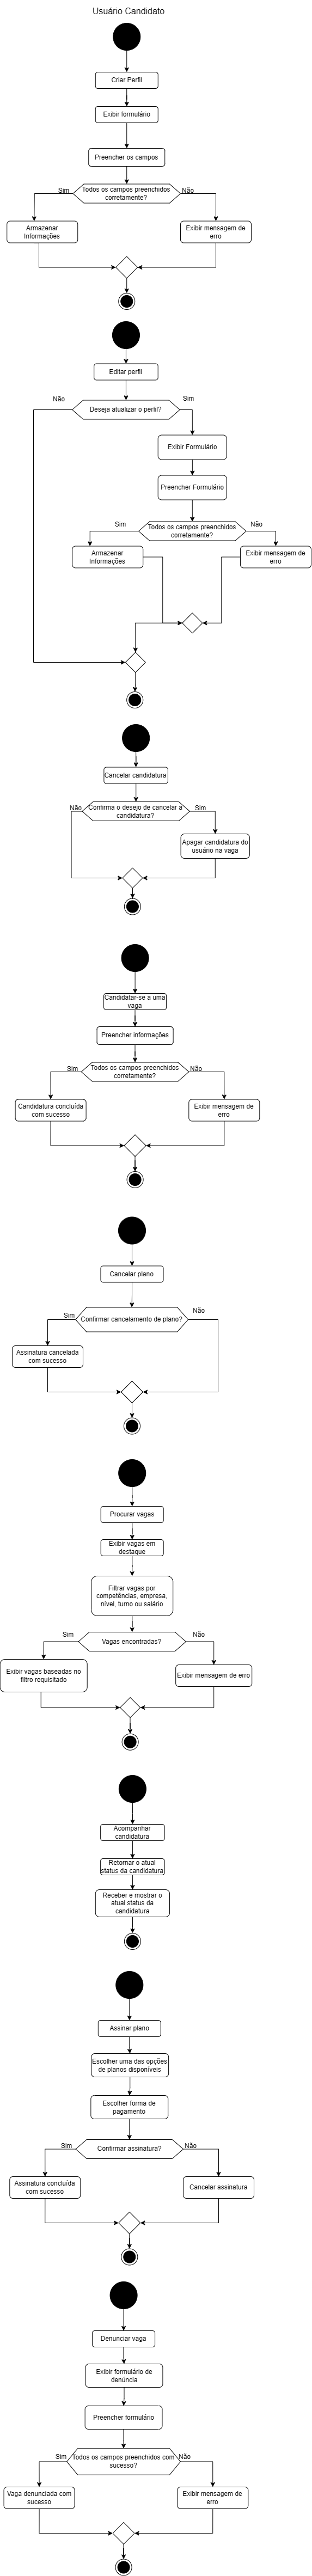 Usuário Candidato
Criar Perfil
Exibir formulário
Preencher os campos
Sim
Todos os campos preenchidos
corretamente?
Não
Armazenar
Informações
Exibir mensagem de
erro
Editar perfil
Não
Deseja atualizar o perfil?
Sim
Exibir Formulário
Preencher Formulário
Sim
Todos os campos preenchidos
corretamente?
Não
Armazenar
Informações
Exibir mensagem de
erro
Cancelar candidatura
Não
Confirma o desejo de cancelar a
candidatura?
Sim
Apagar candidatura do
usuário na vaga
Candidatar-se a uma
vaga
Preencher informações
Sim
Todos os campos preenchidos
corretamente?
Não
Candidatura concluída
com sucesso
Exibir mensagem de
erro
Cancelar plano
Sim
Confirmar cancelamento de plano?
Não
Assinatura cancelada
com sucesso
Procurar vagas
Exibir vagas em
destaque
Filtrar vagas por
competências, empresa,
nível, turno ou salário
Sim
Vagas encontradas?
Não
Exibir vagas baseadas no
filtro requisitado
Exibir mensagem de erro
Acompanhar
candidatura
Retornar o atual
status da candidatura
Receber e mostrar o
atual status da
candidatura
Assinar plano
Escolher uma das opções
de planos disponíveis
Escolher forma de
pagamento
Sim
Confirmar assinatura?
Não
Assinatura concluída
com sucesso
Cancelar assinatura
Denunciar vaga
Exibir formulário de
denúncia
Preencher formulário
Sim
Todos os campos preenchidos com
sucesso?
Não
Vaga denunciada com
sucesso
Exibir mensagem de
erro